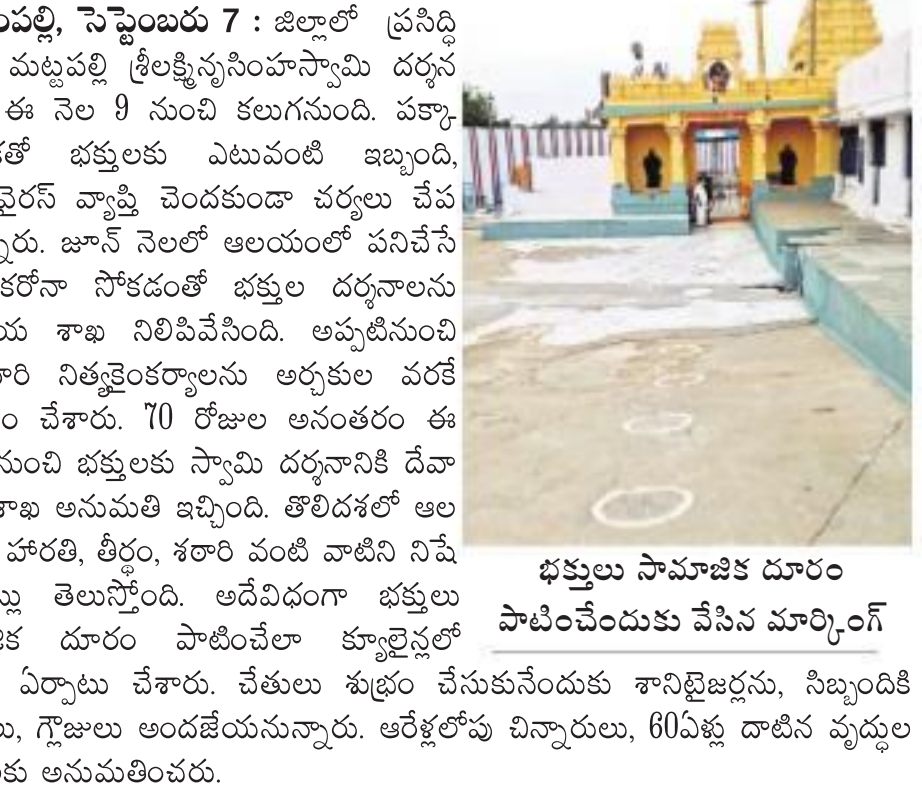 సెప్టెంబరు 7 : జిల్లాలో ప్రసిద్ధి
మట్టపల్లి శ్రీలక్ష్మీనృసింహస్వామి దర్శన
ఈ నెల 9 నుంచి కలుగనుంది. పక్కా
భక్తులకు ఎటువంటి ఇబ్బంది,
వైరస్ వ్యాప్తి చెందకుండా చర్యలు చేప
జూన్ నెలలో ఆలయంలో పనిచేసే
కరోనా సోకడంతో భక్తుల దర్శనాలను
శాఖ నిలిపివేసింది. అప్పటినుంచి
నిత్యకైంకర్యాలను అర్చకుల వరకే
చేశారు. 70 రోజుల అనంతరం ఈ
నుంచి భక్తులకు స్వామి దర్శనానికి దేవా
శాఖ అనుమతి ఇచ్చింది. తొలిదశలో ఆల
హారతి, తీర్థం, శఠారి వంటి వాటిని నిషే
తెలుస్తోంది. అదేవిధంగా భక్తులు
దూరం పాటించేలా క్యూలైన్లలో
ఏర్పాటు చేశారు. చేతులు శుభ్రం చేసుకునేందుకు శానిటైజర్లను, సిబ్బందికి
గ్లౌజులు అందజేయనున్నారు. ఆరేళ్లలోపు చిన్నారులు, 60ఏళ్లు దాటిన వృద్ధుల
అనుమతించరు.
భక్తులు సామాజిక దూరం
పాటించేందుకు వేసిన మార్కింగ్